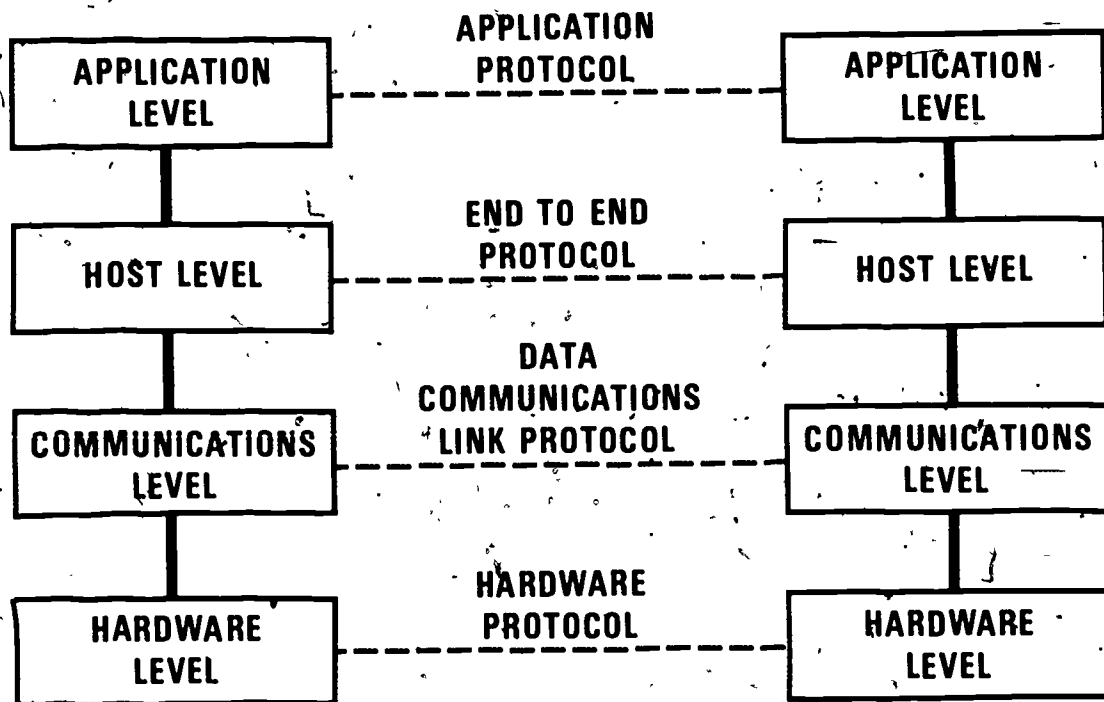 APPLICATION
PROTOCOL
APPLICATION
LEVEL
APPLICATION
LEVEL
END TO END
PROTOCOL
HOST LEVEL
HOST LEVEL
DATA
COMMUNICATIONS
LINK PROTOCOL
COMMUNICATIONS
LEVEL
COMMUNICATIONS
LEVEL
HARDWARE
PROTOCOL
HARDWARE
LEVEL
HARDWARE
LEVEL